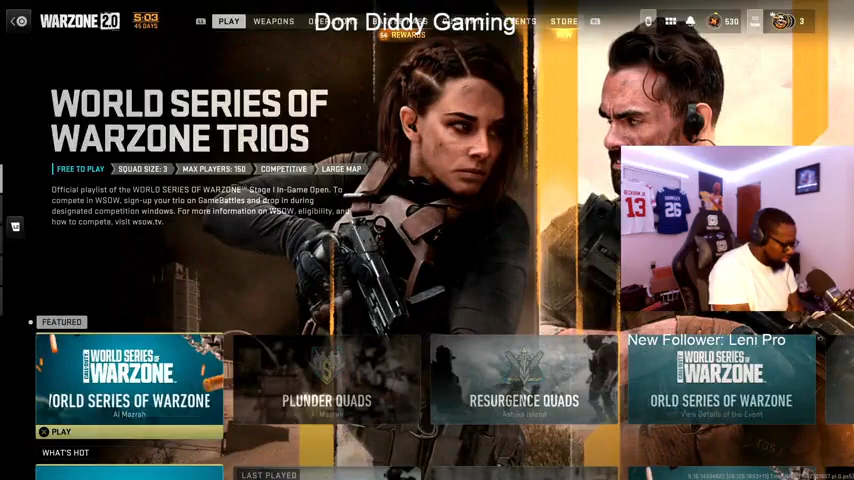 WARZONE 2.0
S-03
45 DAYS
PLAY
WEAPONS
Don Diddy Gaming
EVENTS
STORE
530
3
REWARDS
NEW
WORLD SERIES OF
WARZONE TRIOS
FREE TO PLAY
SQUAD SIZE: 3
MAX PLAYERS: 150
COMPETITIVE
LARGE MAP
Official playlist of the WORLD SERIES OF WARZONE™ Stage 1 In-Game Open. To
compete in WSOW, sign-up your trio on GameBattles and drop in during
designated competition windows. For more information on WSOW, eligibility, and
how to compete, visit wsow.tv.
13
26
FEATURED
New Follower: Leni Pro
WORLD SERIES OF
WARZONE
WORLD SERIES OF WARZONE
Al Mazrah
PLUNDER QUADS
Al Mazrah
RESURGENCE QUADS
Ashika Island
WORLD SERIES OF
WARZONE
ORLD SERIES OF WARZONE
View Details of the Event
PLAY
WHAT'S HOT
LAST PLAYED